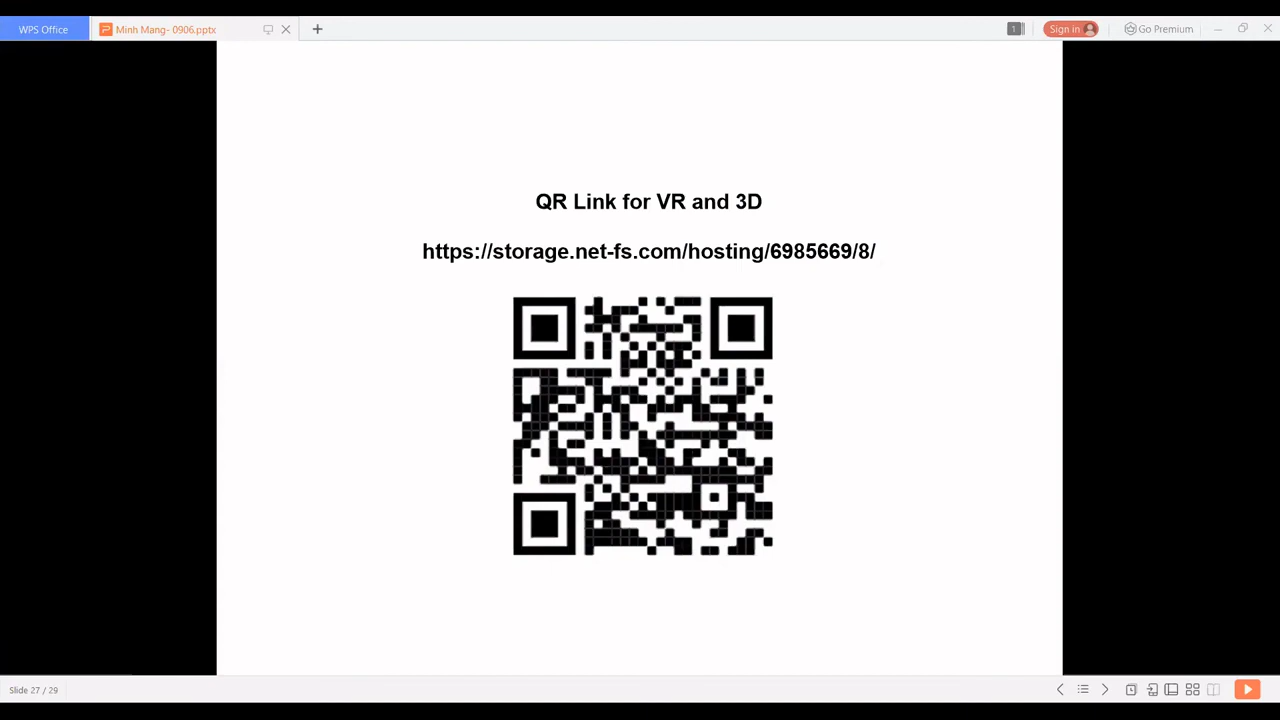 WPS Office
Minh Mang- 0906.pptx
1
Sign in
Go Premium
QR Link for VR and 3D
https://storage.net-fs.com/hosting/6985669/8/
Slide 27 / 29